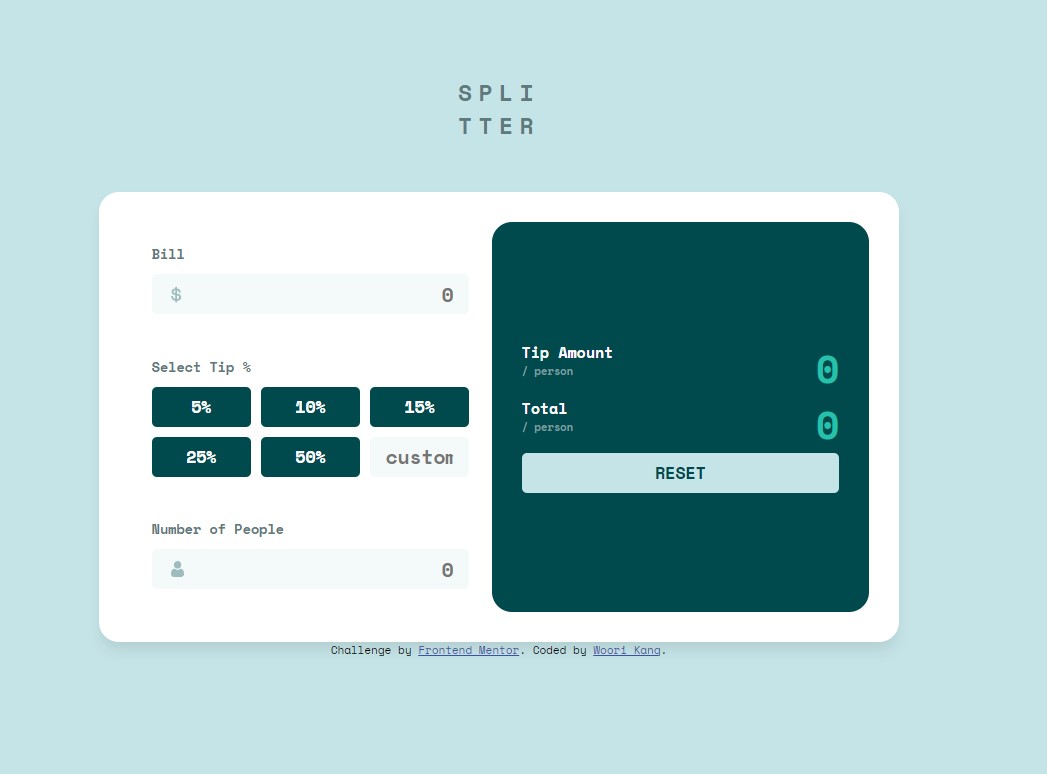 SPLI
TTER
Bill
$ 0
Select Tip %
5% 10% 15%
25% 50% custom
Number of People
0
Tip Amount
/ person
0
Total
/ person
0
RESET
Challenge by Frontend Mentor. Coded by Woori Kang.